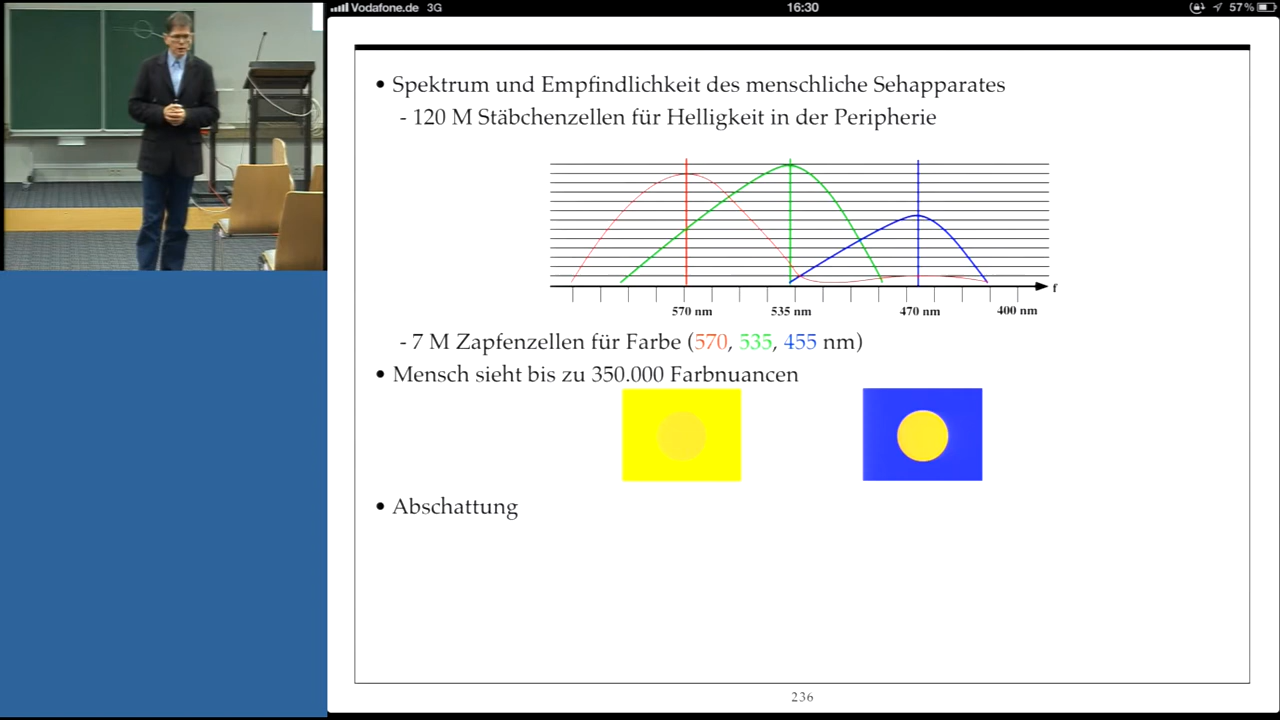 Vodafone.de 3G 16:30 57%
• Spektrum und Empfindlichkeit des menschliche Sehapparates
- 120 M Stäbchenzellen für Helligkeit in der Peripherie
f
570 nm 535 nm 470 nm 400 nm
- 7 M Zapfenzellen für Farbe (570, 535, 455 nm)
• Mensch sieht bis zu 350.000 Farbnuancen
• Abschattung
236